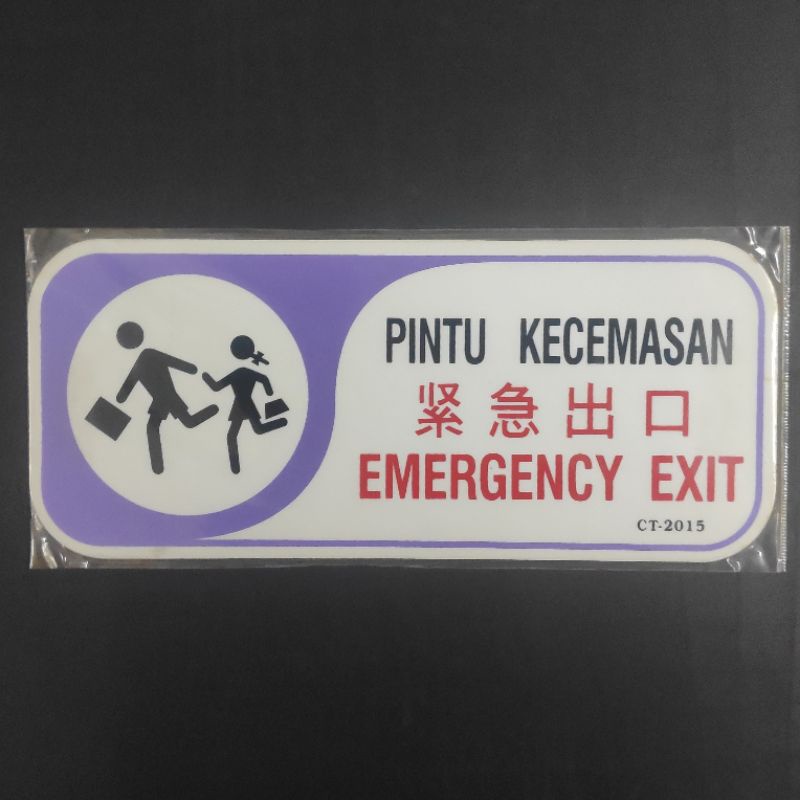 PINTU KECEMASAN
紧急出口
EMERGENCY EXIT
CT-2015